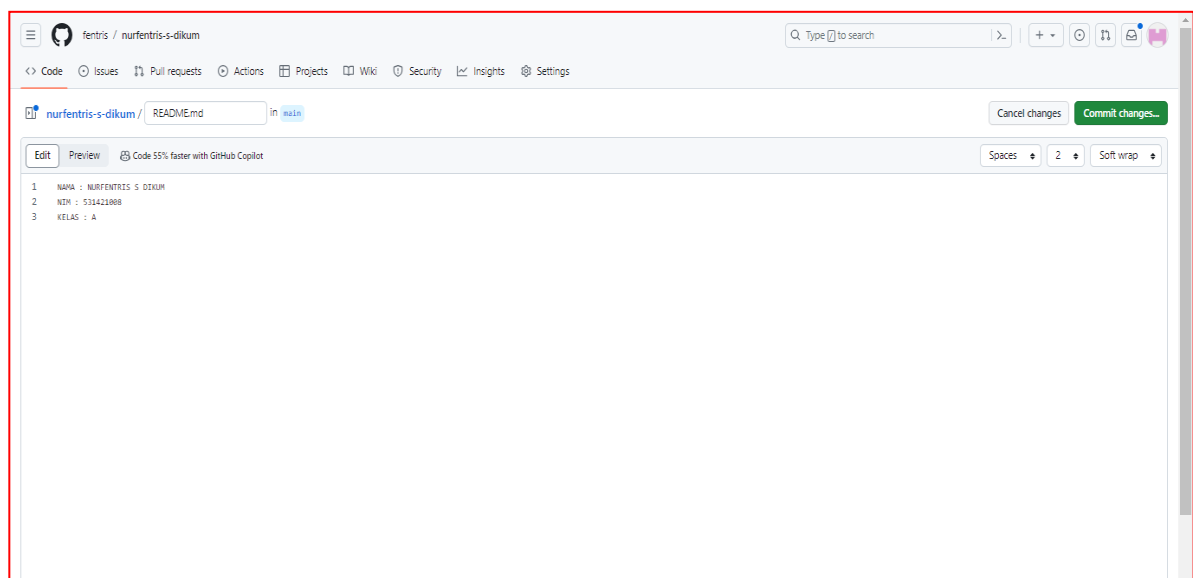 fentris / nurfentris-s-dikum
Type / to search
Code Issues Pull requests Actions Projects Wiki Security Insights Settings
nurfentris-s-dikum / README.md in main
Cancel changes Commit changes...
Edit Preview Code 55% faster with GitHub Copilot
Spaces 2 Soft wrap
1 NAMA : NURFENTRIS S DIKUM
2 NIM : 531421008
3 KELAS : A